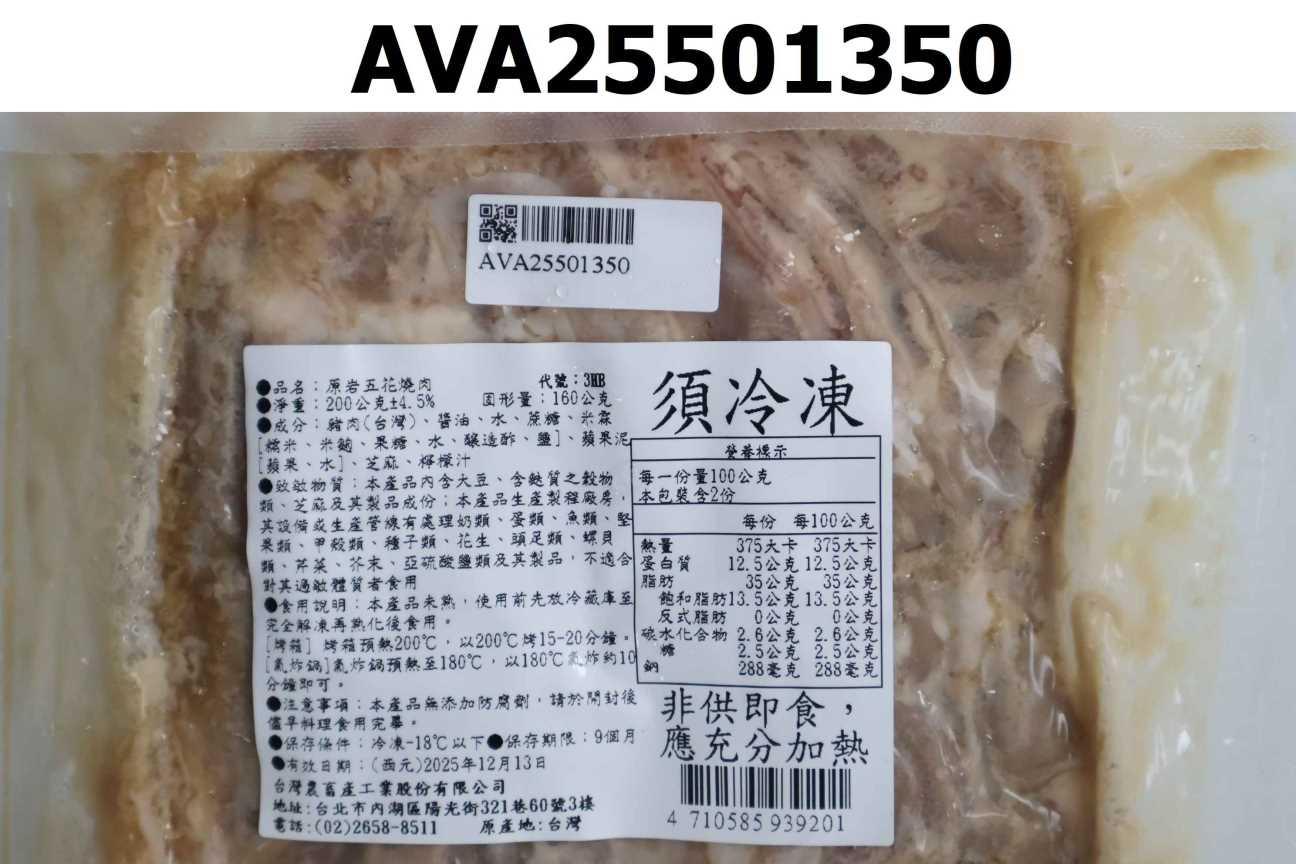 AVA25501350
AVA25501350
●品名：原岩五花燒肉 代號：3HB
●淨重：200公克±4.5% 固形量：160公克
●成分：豬肉(台灣)、醬油、水、蔗糖、米霖
[糯米、米麴、果糖、水、釀造酢、鹽]、蘋果泥
[蘋果、水]、芝麻、檸檬汁
●致敏物質：本產品內含大豆、含麩質之穀物
類、芝麻及其製品成份；本產品生產製程廠房，
其設備或生產管線有處理奶類、蛋類、魚類、堅
果類、甲殼類、種子類、花生、頭足類、螺貝
類、芹菜、芥末、亞硫酸鹽類及其製品，不適合
對其過敏體質者食用
●食用說明：本產品未熟，使用前先放冷藏庫至
完全解凍再熟化後食用。
[烤箱] 烤箱預熱200℃，以200℃烤15-20分鐘。
[氣炸鍋]氣炸鍋預熱至180℃，以180℃氣炸約10
分鐘即可。
●注意事項：本產品無添加防腐劑，請於開封後
儘早料理食用完畢。
●保存條件：冷凍-18℃以下●保存期限：9個月
●有效日期：(西元)2025年12月13日
台灣農畜產工業股份有限公司
地址：台北市內湖區陽光街321巷60號3樓
電話：(02)2658-8511 原產地：台灣
須冷凍
營養標示
每一份量100公克
本包裝含2份
每份 每100公克
熱量 375大卡 375大卡
蛋白質 12.5公克 12.5公克
脂肪 35公克 35公克
飽和脂肪 13.5公克 13.5公克
反式脂肪 0公克 0公克
碳水化合物 2.6公克 2.6公克
糖 2.5公克 2.5公克
鈉 288毫克 288毫克
非供即食，
應充分加熱
4 710585 939201